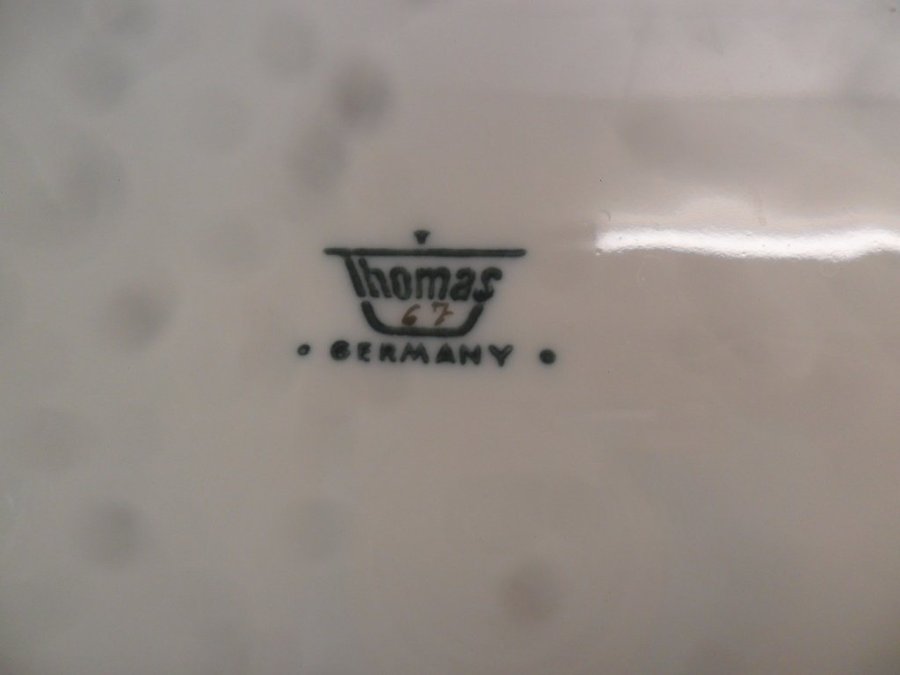 Thomas
67
• GERMANY •